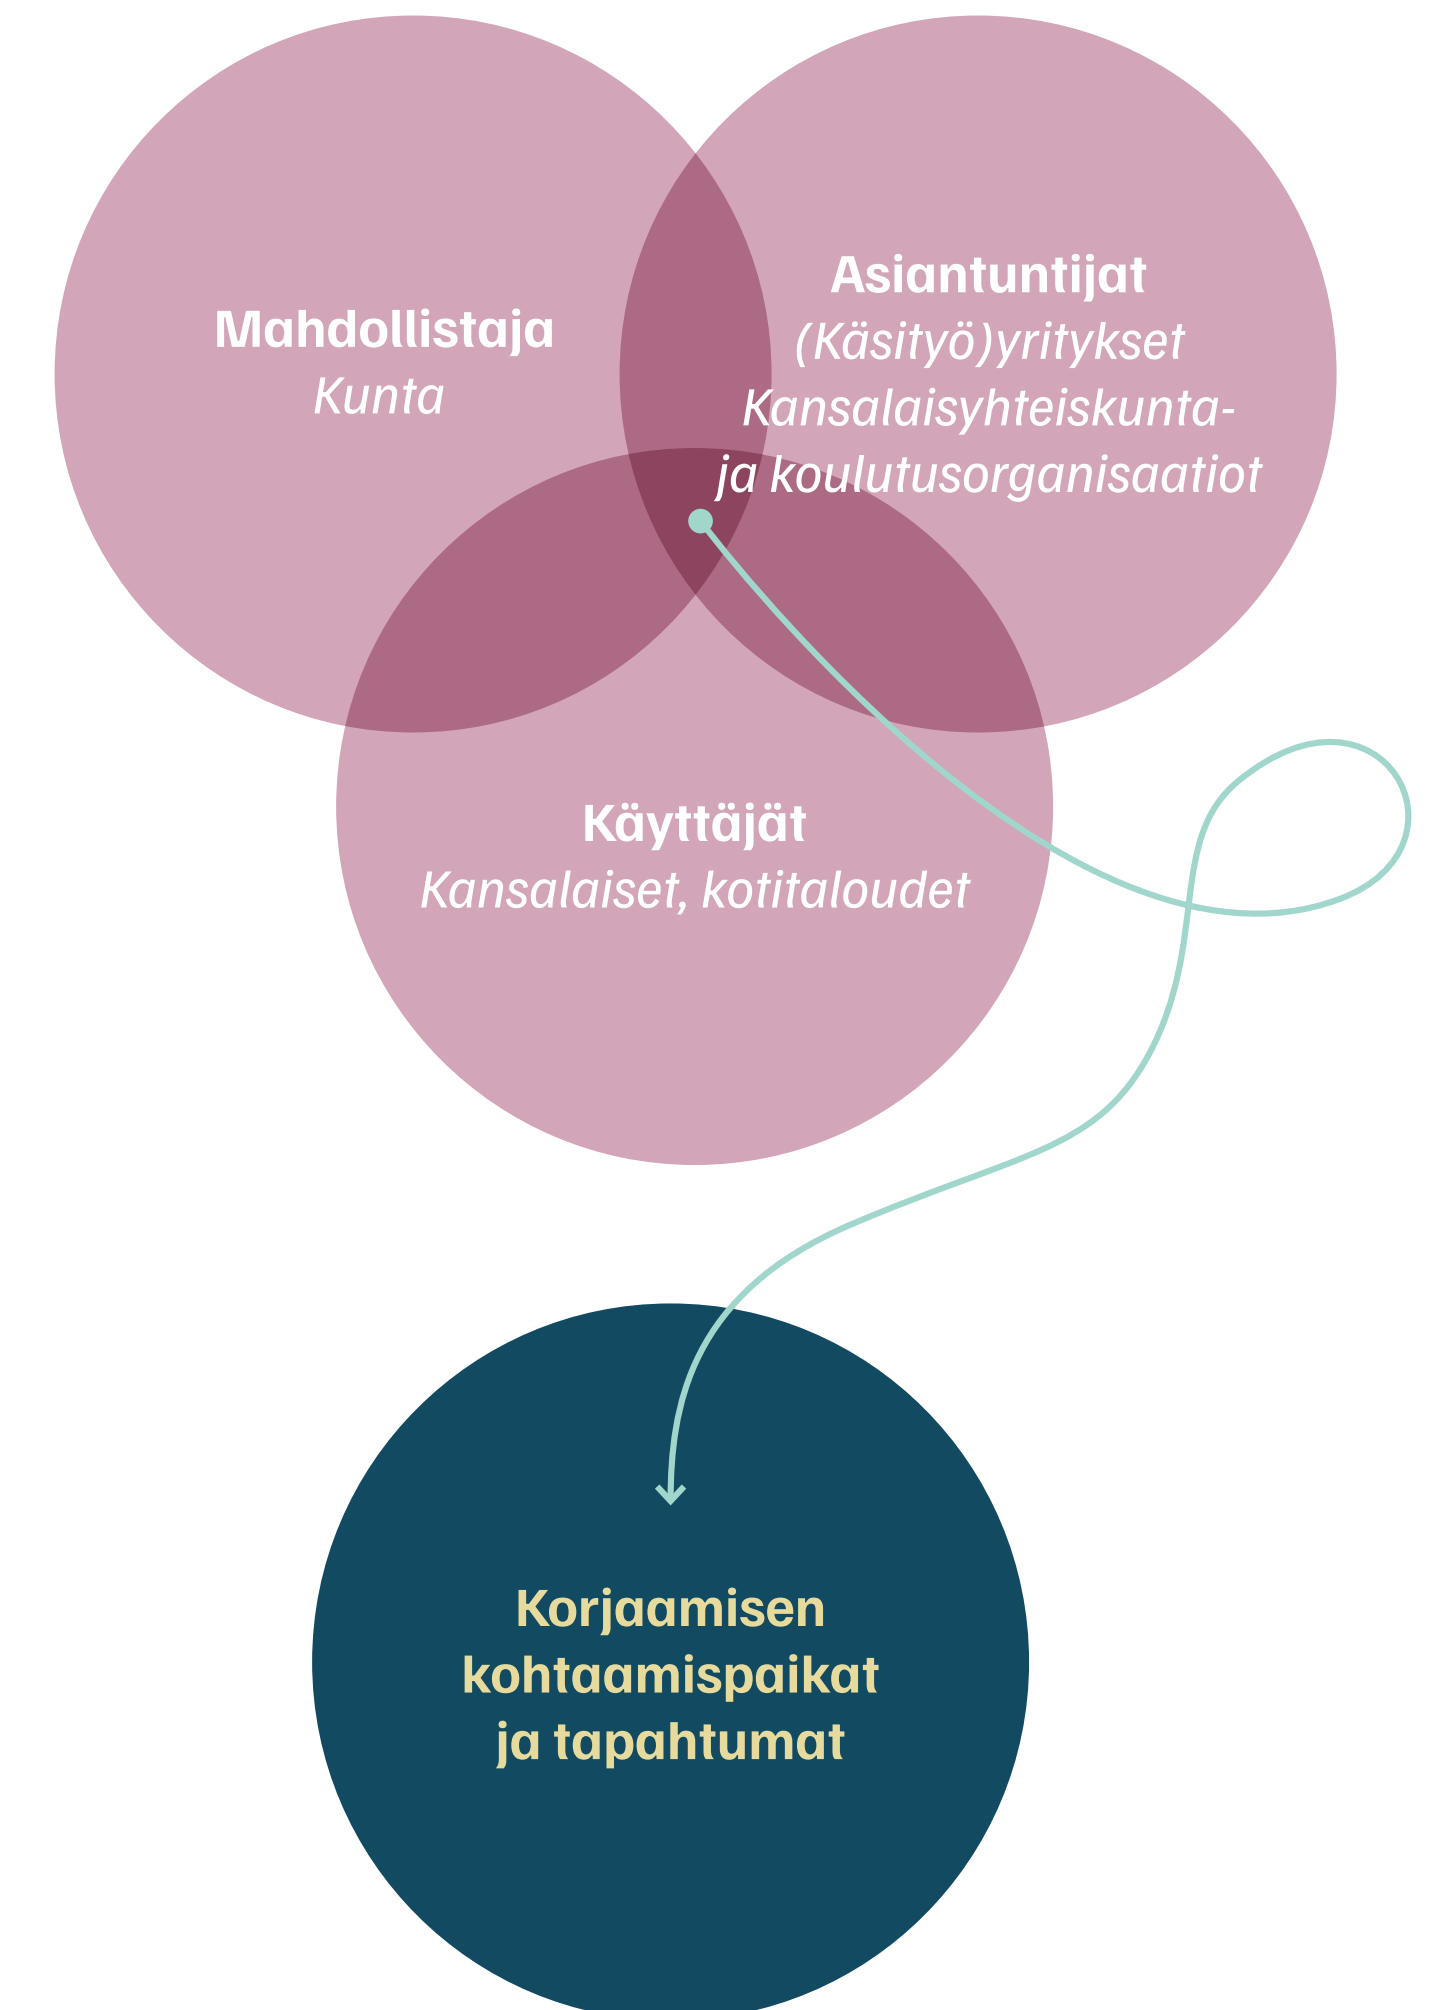 Mahdollistaja
Kunta
Asiantuntijat
(Käsityö)yritykset
Kansalaisyhteiskunta-
ja koulutusorganisaatiot
Käyttäjät
Kansalaiset, kotitaloudet
Korjaamisen
kohtaamispaikat
ja tapahtumat